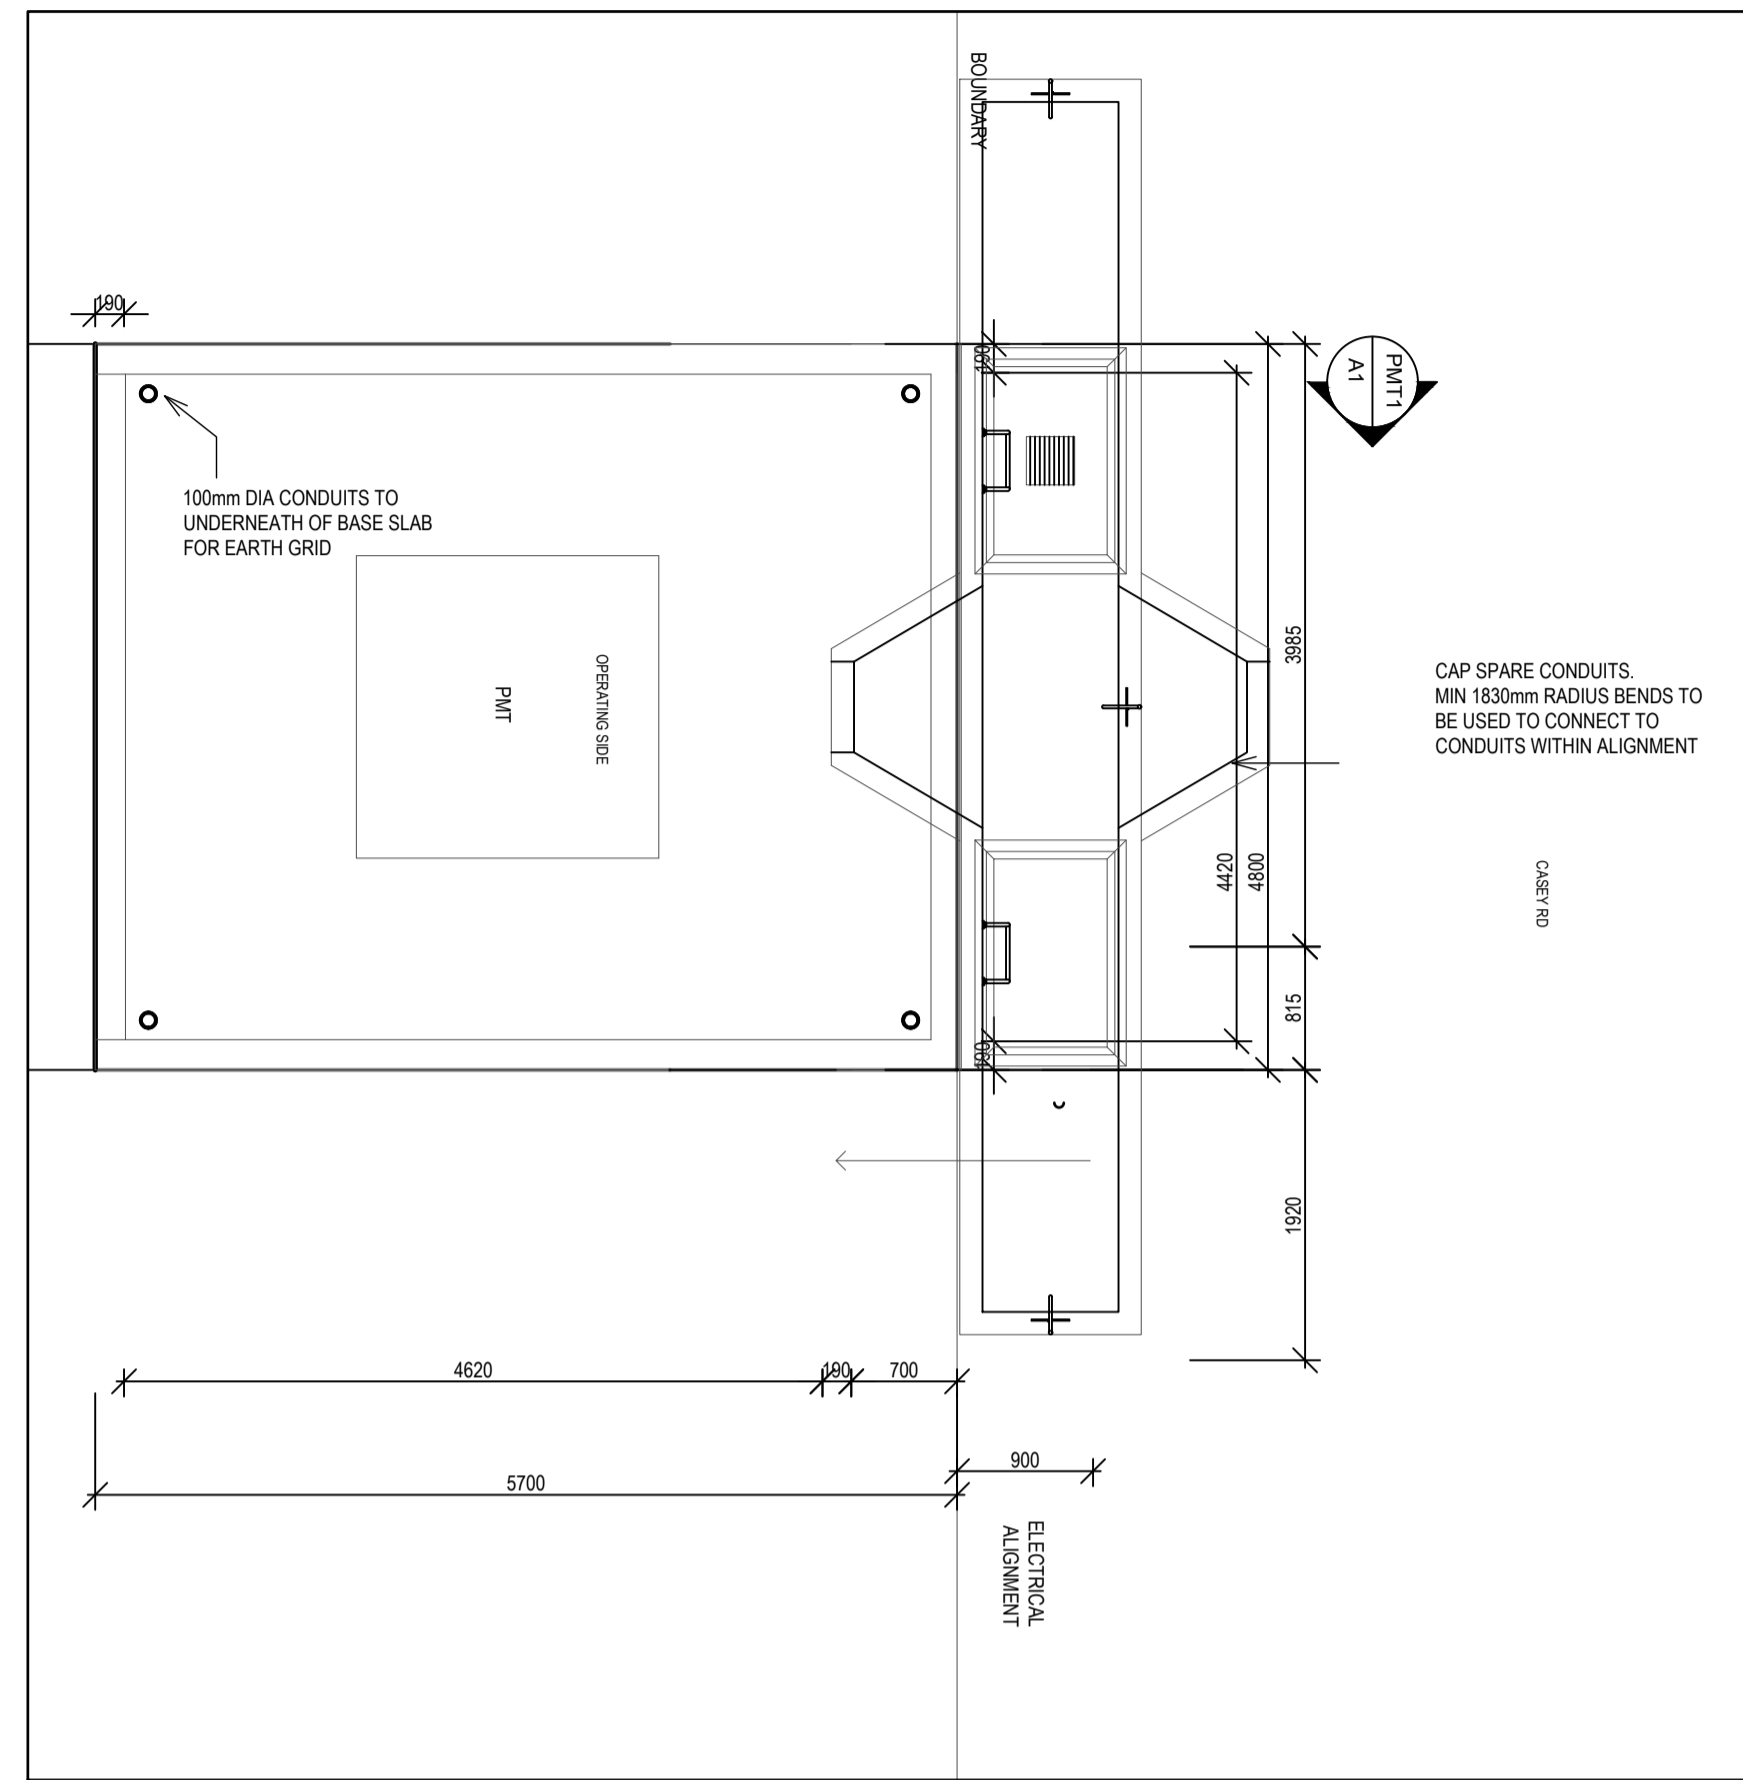 BOUNDARY
190
190
PMT1
A1
100mm DIA CONDUITS TO
UNDERNEATH OF BASE SLAB
FOR EARTH GRID
OPERATING SIDE
PMT
3985
CAP SPARE CONDUITS.
MIN 1830mm RADIUS BENDS TO
BE USED TO CONNECT TO
CONDUITS WITHIN ALIGNMENT
4420
4800
CASEY RD
815
190
1920
4620
190
700
900
5700
ELECTRICAL
ALIGNMENT